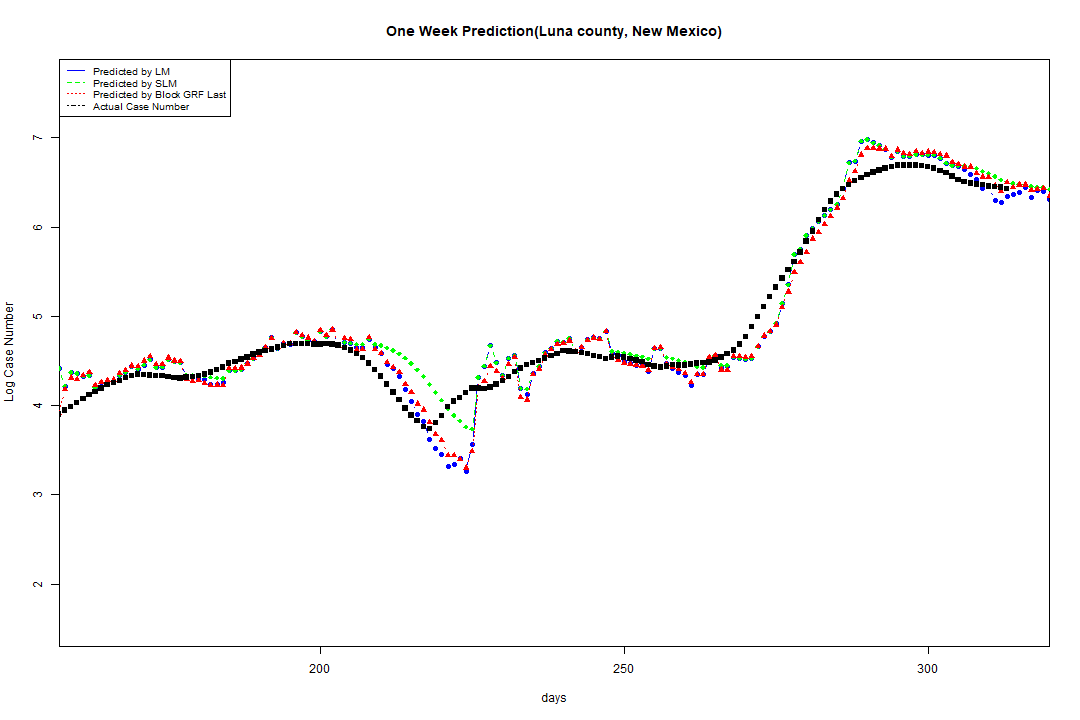 One Week Prediction(Luna county, New Mexico)
Predicted by LM
Predicted by SLM
Predicted by Block GRF Last
Actual Case Number
7
6
5
4
3
2
Log Case Number
200 250 300
days